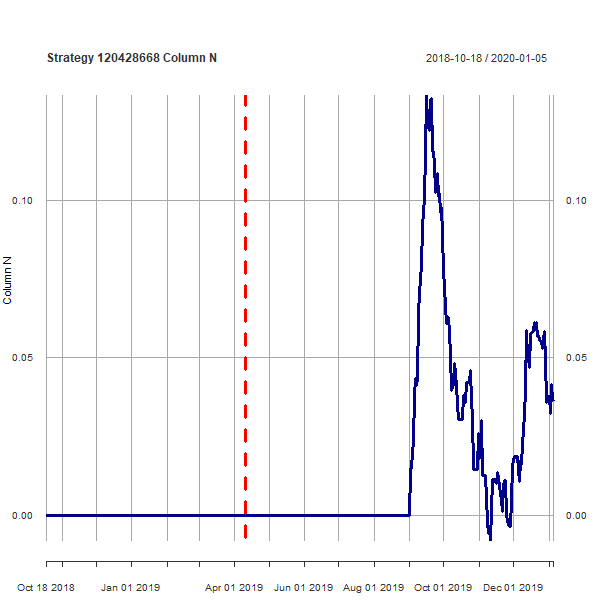 Strategy 120428668 Column N
2018-10-18 / 2020-01-05
0.10
0.10
Column N
0.05
0.05
0.00
0.00
Oct 18 2018
Jan 01 2019
Apr 01 2019
Jun 01 2019
Aug 01 2019
Oct 01 2019
Dec 01 2019